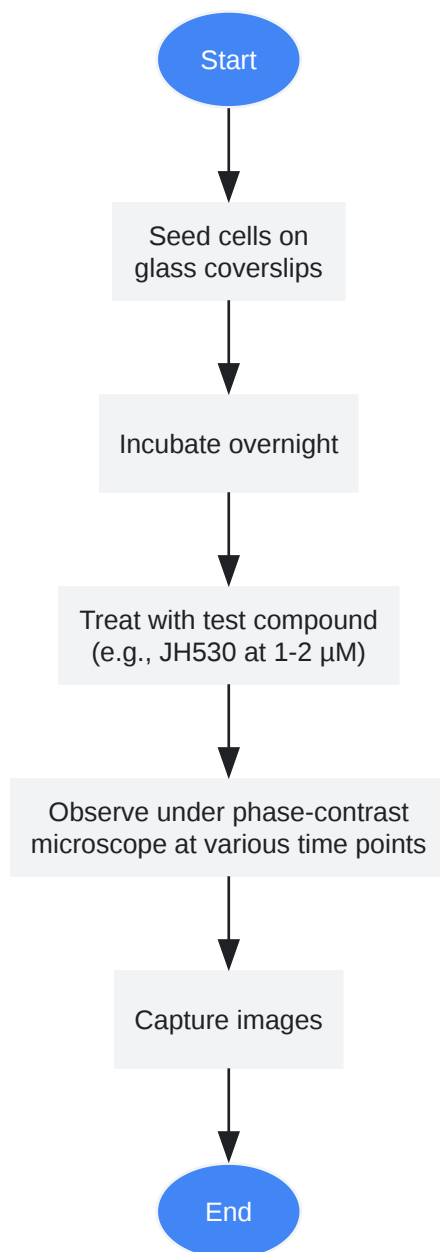 Start
Seed cells on
glass coverslips
Incubate overnight
Treat with test compound
(e.g., JH530 at 1-2 µM)
Observe under phase-contrast
microscope at various time points
Capture images
End